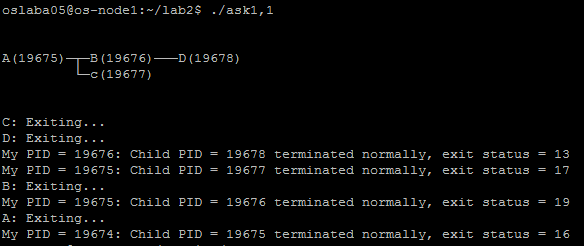 oslaba05@os-node1:~/lab2$ ./ask1,1
A(19675)─┬─B(19676)───D(19678)
└─c(19677)
C: Exiting...
D: Exiting...
My PID = 19676: Child PID = 19678 terminated normally, exit status = 13
My PID = 19675: Child PID = 19677 terminated normally, exit status = 17
B: Exiting...
My PID = 19675: Child PID = 19676 terminated normally, exit status = 19
A: Exiting...
My PID = 19674: Child PID = 19675 terminated normally, exit status = 16